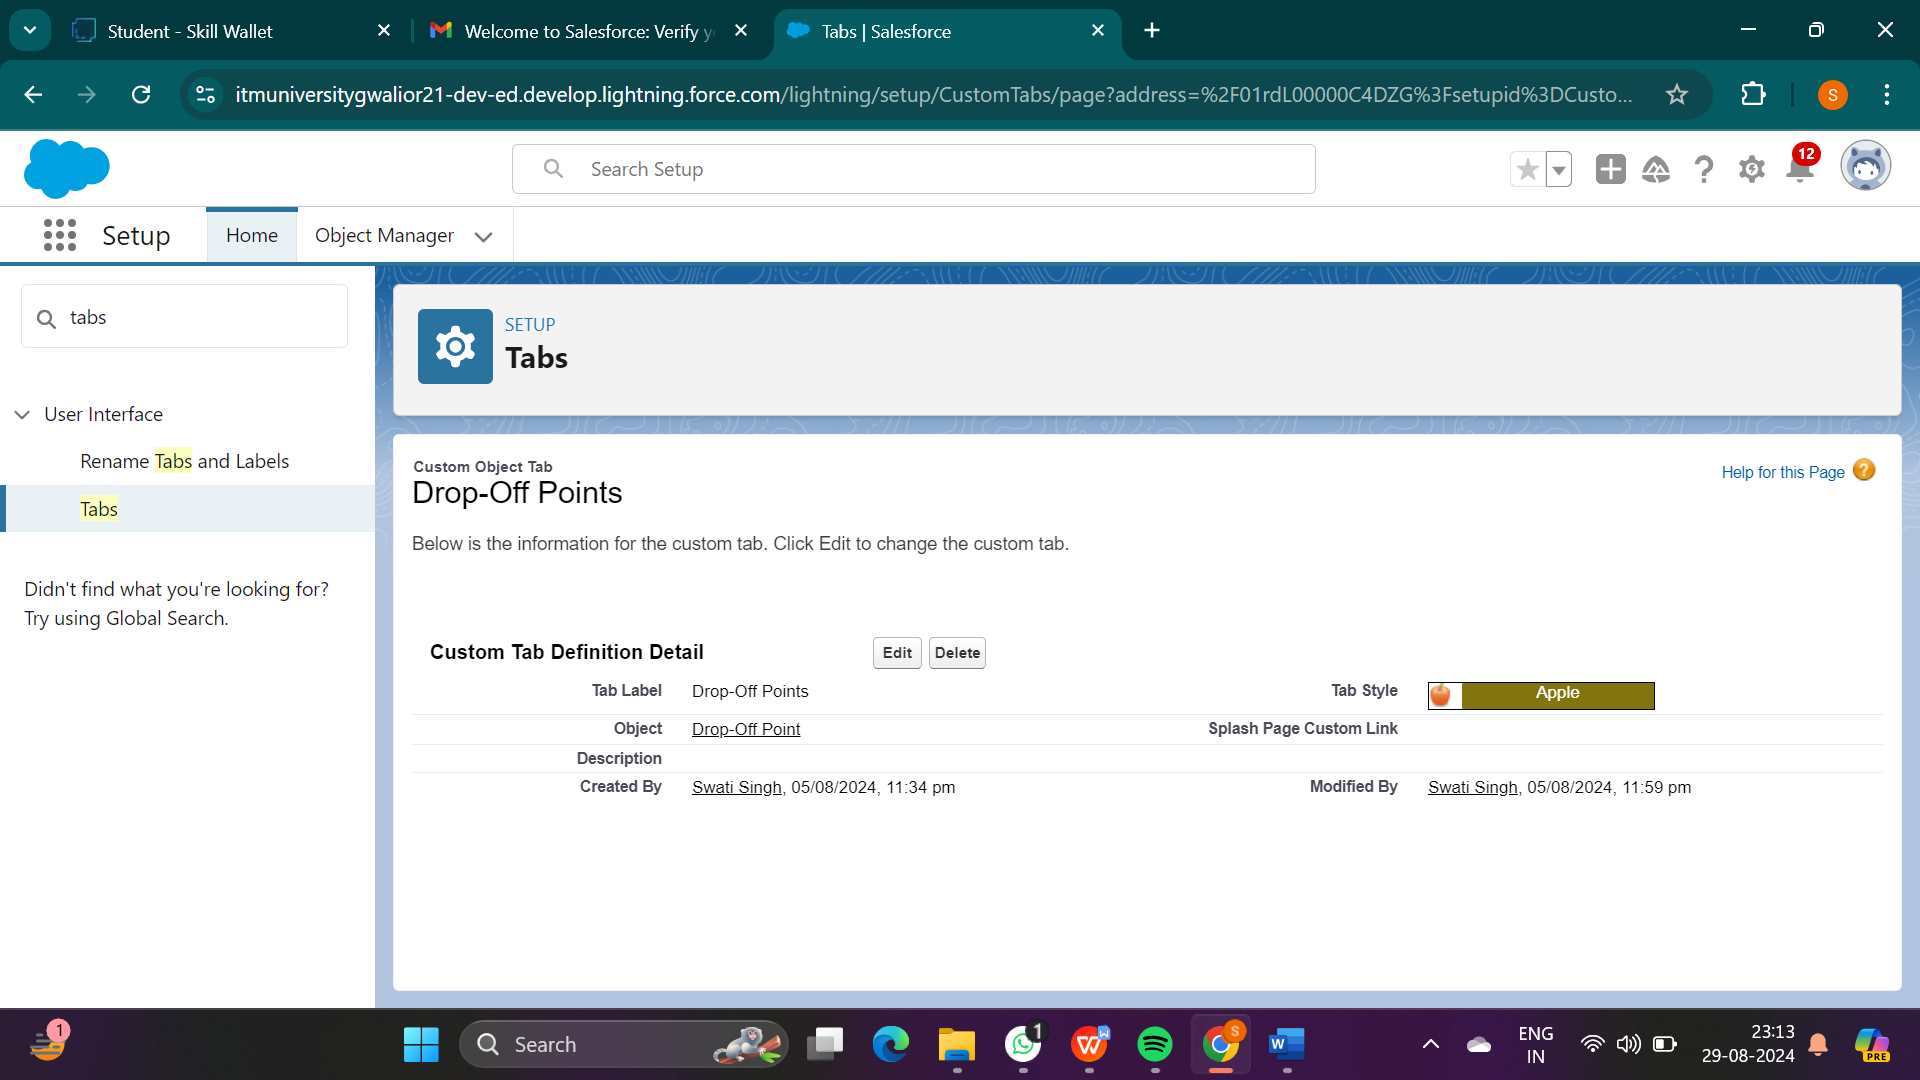 Student - Skill Wallet
Welcome to Salesforce: Verify y
Tabs | Salesforce
itmuniversitygwalior21-dev-ed.develop.lightning.force.com/lightning/setup/CustomTabs/page?address=%2F01rdL00000C4DZG%3Fsetupid%3DCusto...
S
Search Setup
12
Setup
Home
Object Manager
tabs
SETUP
Tabs
User Interface
Rename Tabs and Labels
Tabs
Didn't find what you're looking for?
Try using Global Search.
Custom Object Tab
Drop-Off Points
Help for this Page
Below is the information for the custom tab. Click Edit to change the custom tab.
Custom Tab Definition Detail
Edit
Delete
Tab Label Drop-Off Points Tab Style Apple
Object Drop-Off Point Splash Page Custom Link
Description
Created By Swati Singh, 05/08/2024, 11:34 pm Modified By Swati Singh, 05/08/2024, 11:59 pm
1
Search
1
S
ENG
IN
23:13
29-08-2024
PRE